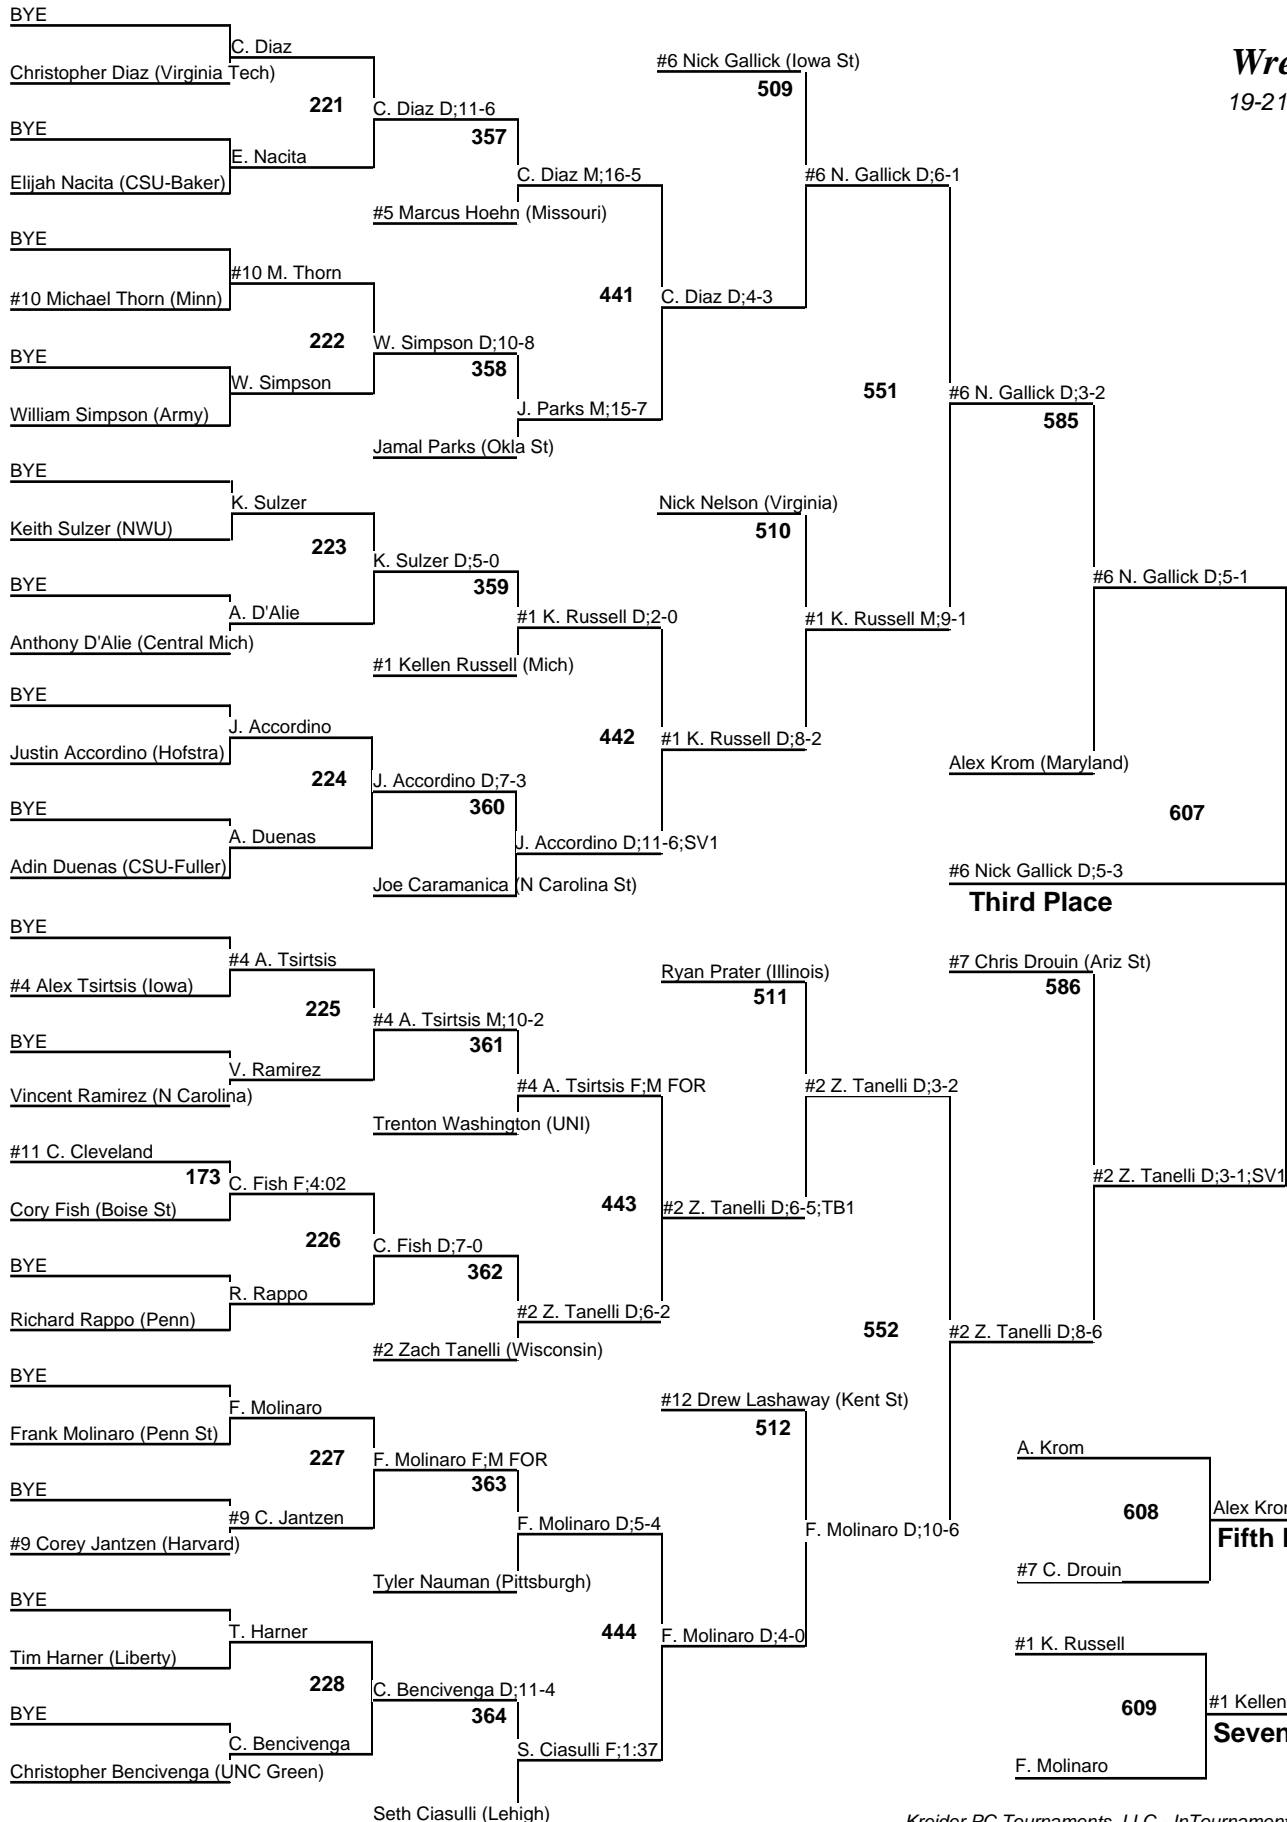 BYE
C. Diaz
Christopher Diaz (Virginia Tech)
221
C. Diaz D;11-6
BYE
357
E. Nacita
Elijah Nacita (CSU-Baker)
C. Diaz M;16-5
#5 Marcus Hoehn (Missouri)
BYE
#10 M. Thorn
#10 Michael Thorn (Minn)
441
C. Diaz D;4-3
222
W. Simpson D;10-8
BYE
358
W. Simpson
William Simpson (Army)
J. Parks M;15-7
Jamal Parks (Okla St)
#6 Nick Gallick (Iowa St)
509
#6 N. Gallick D;6-1
551
#6 N. Gallick D;3-2
585
BYE
K. Sulzer
Keith Sulzer (NWU)
223
K. Sulzer D;5-0
BYE
359
A. D'Alie
Anthony D'Alie (Central Mich)
#1 K. Russell D;2-0
#1 Kellen Russell (Mich)
Nick Nelson (Virginia)
510
#1 K. Russell M;9-1
#6 N. Gallick D;5-1
BYE
J. Accordino
Justin Accordino (Hofstra)
442
#1 K. Russell D;8-2
224
J. Accordino D;7-3
BYE
360
A. Duenas
Adin Duenas (CSU-Fuller)
J. Accordino D;11-6;SV1
Joe Caramanica (N Carolina St)
Alex Krom (Maryland)
607
#6 Nick Gallick D;5-3
Third Place
BYE
#4 A. Tsirtsis
#4 Alex Tsirtsis (Iowa)
225
#4 A. Tsirtsis M;10-2
BYE
361
V. Ramirez
Vincent Ramirez (N Carolina)
#4 A. Tsirtsis F;M FOR
Trenton Washington (UNI)
Ryan Prater (Illinois)
511
#2 Z. Tanelli D;3-2
#7 Chris Drouin (Ariz St)
586
#11 C. Cleveland
173
C. Fish F;4:02
Cory Fish (Boise St)
443
#2 Z. Tanelli D;6-5;TB1
#2 Z. Tanelli D;3-1;SV1
226
C. Fish D;7-0
BYE
362
R. Rappo
Richard Rappo (Penn)
#2 Z. Tanelli D;6-2
#2 Zach Tanelli (Wisconsin)
552
#2 Z. Tanelli D;8-6
BYE
F. Molinaro
Frank Molinaro (Penn St)
227
F. Molinaro F;M FOR
BYE
363
#9 C. Jantzen
#9 Corey Jantzen (Harvard)
F. Molinaro D;5-4
Tyler Nauman (Pittsburgh)
#12 Drew Lashaway (Kent St)
512
F. Molinaro D;10-6
A. Krom
608
#7 C. Drouin
BYE
T. Harner
Tim Harner (Liberty)
444
F. Molinaro D;4-0
228
C. Bencivenga D;11-4
BYE
364
C. Bencivenga
Christopher Bencivenga (UNC Green)
S. Ciasulli F;1:37
Seth Ciasulli (Lehigh)
#1 K. Russell
609
#1 Kellen
F. Molinaro
19-21
Fifth